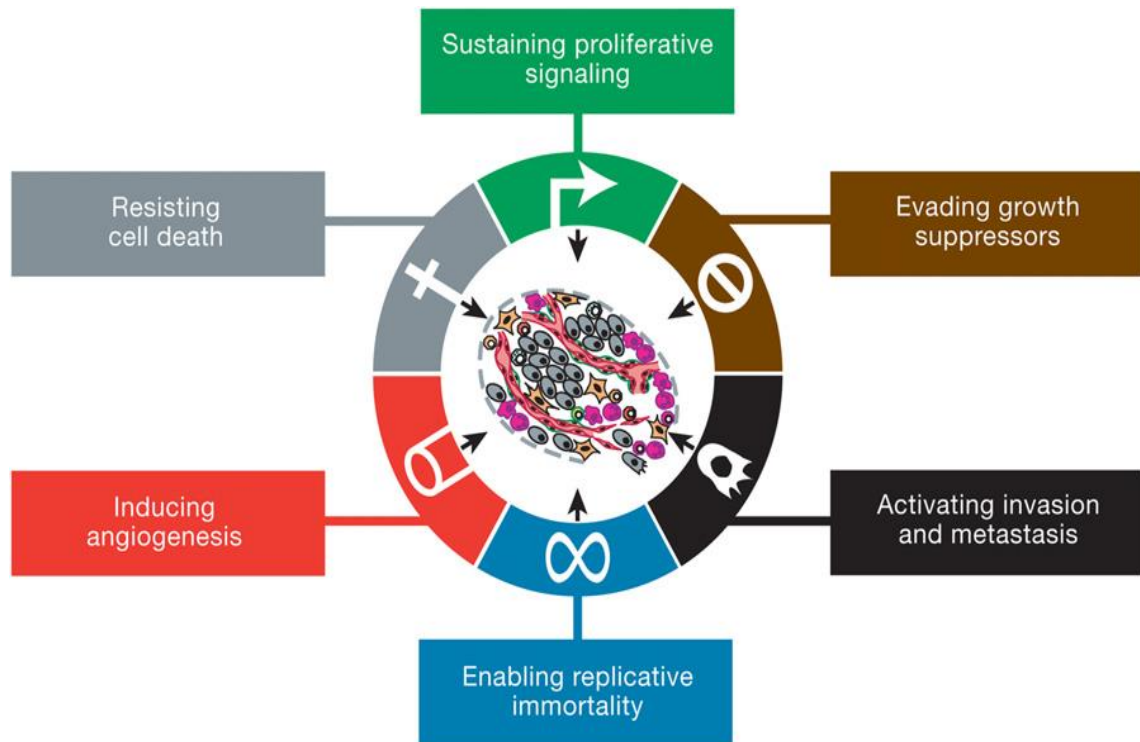 Sustaining proliferative
signaling
Resisting
cell death
Evading growth
suppressors
Inducing
angiogenesis
Activating invasion
and metastasis
Enabling replicative
immortality